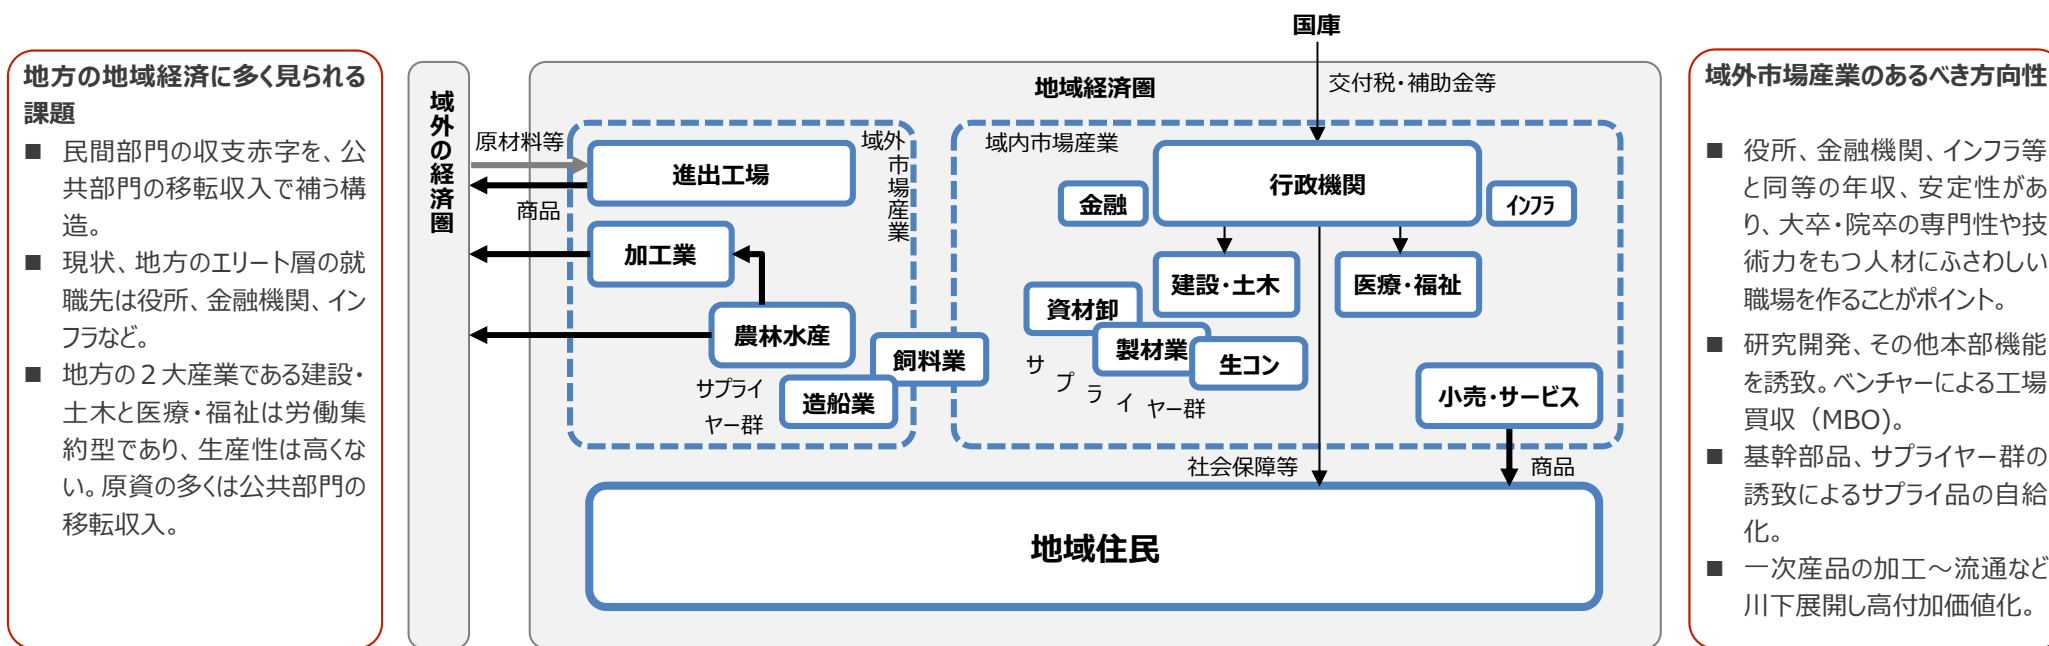 国庫
地方の地域経済に多く見られる
課題
■ 民間部門の収支赤字を、公
共部門の移転収入で補う構
造。
■ 現状、地方のエリート層の就
職先は役所、金融機関、イン
フラなど。
■ 地方の２大産業である建設・
土木と医療・福祉は労働集
約型であり、生産性は高くな
い。原資の多くは公共部門の
移転収入。
域外の経済圏
地域経済圏
交付税・補助金等
原材料等
商品
域外市場産業
進出工場
加工業
農林水産
飼料業
造船業
サプライ
ヤー群
域内市場産業
行政機関
金融
インフラ
建設・土木
医療・福祉
資材卸
製材業
生コン
サプライヤー群
小売・サービス
社会保障等
商品
地域住民
域外市場産業のあるべき方向性
■ 役所、金融機関、インフラ等
と同等の年収、安定性があ
り、大卒・院卒の専門性や技
術力をもつ人材にふさわしい
職場を作ることがポイント。
■ 研究開発、その他本部機能
を誘致。ベンチャーによる工場
買収（MBO)。
■ 基幹部品、サプライヤー群の
誘致によるサプライ品の自給
化。
■ 一次産品の加工～流通など
川下展開し高付加価値化。